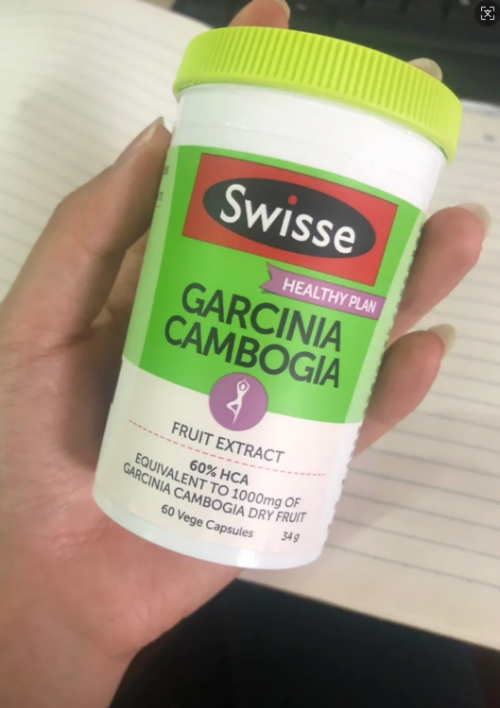 Swisse
HEALTHY PLAN
GARCINIA
CAMBOGIA
FRUIT EXTRACT
60% HCA
EQUIVALENT TO 1000mg OF
GARCINIA CAMBOGIA DRY FRUIT
60 Vege Capsules 34 g